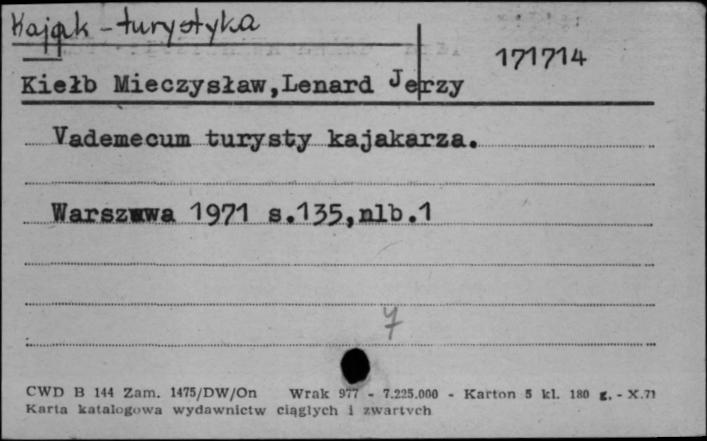 Kajak - turystyka
171714
Kiełb Mieczysław,Lenard Jerzy
Vademecum turysty kajakarza.
Warszawa 1971 s.135,nlb.1
7
CWD B 144 Zam. 1475/DW/On Wrak 977 - 7.225.000 - Karton 5 kl. 180 g. - X.71
Karta katalogowa wydawnictw ciągłych i zwartych